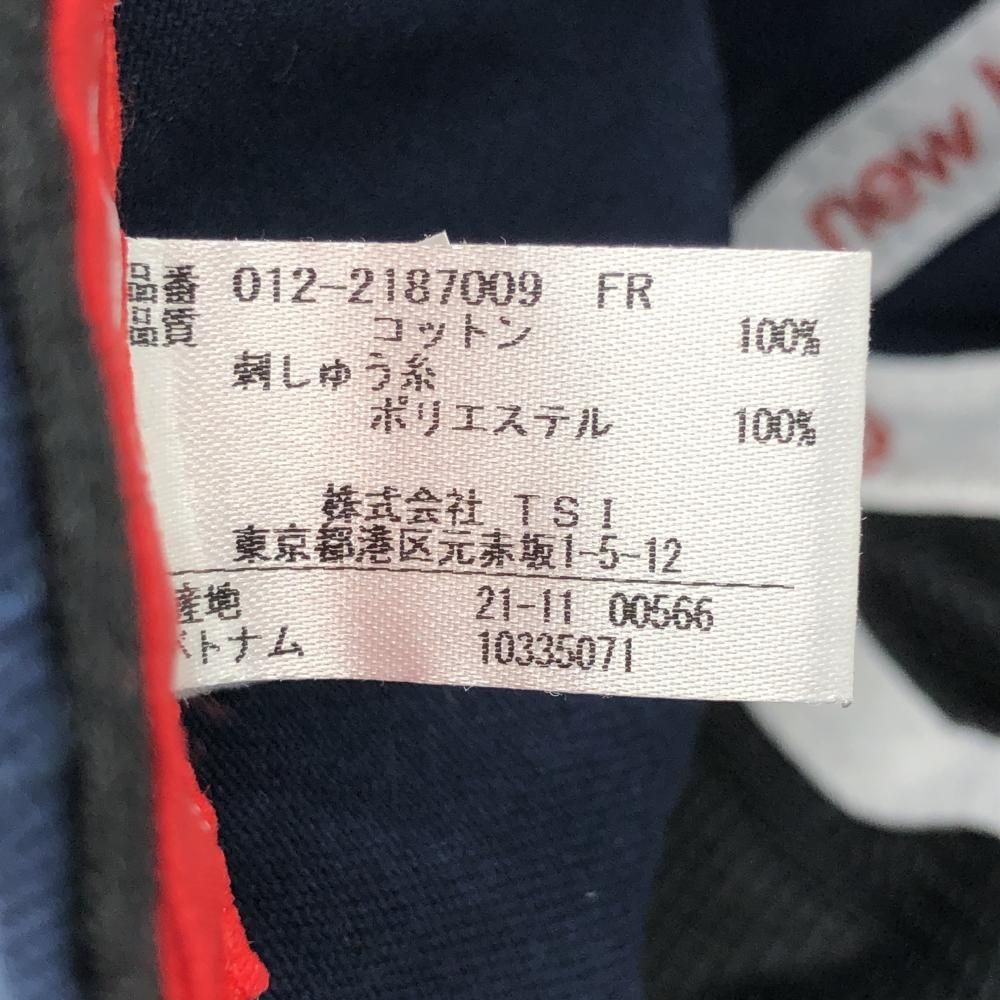 品番 012-2187009 FR
品質 コットン 100%
刺しゅう糸
ポリエステル 100%
株式会社 TSI
東京都港区元赤坂1-5-12
産地 21-11 00566
ベトナム 10335071
new